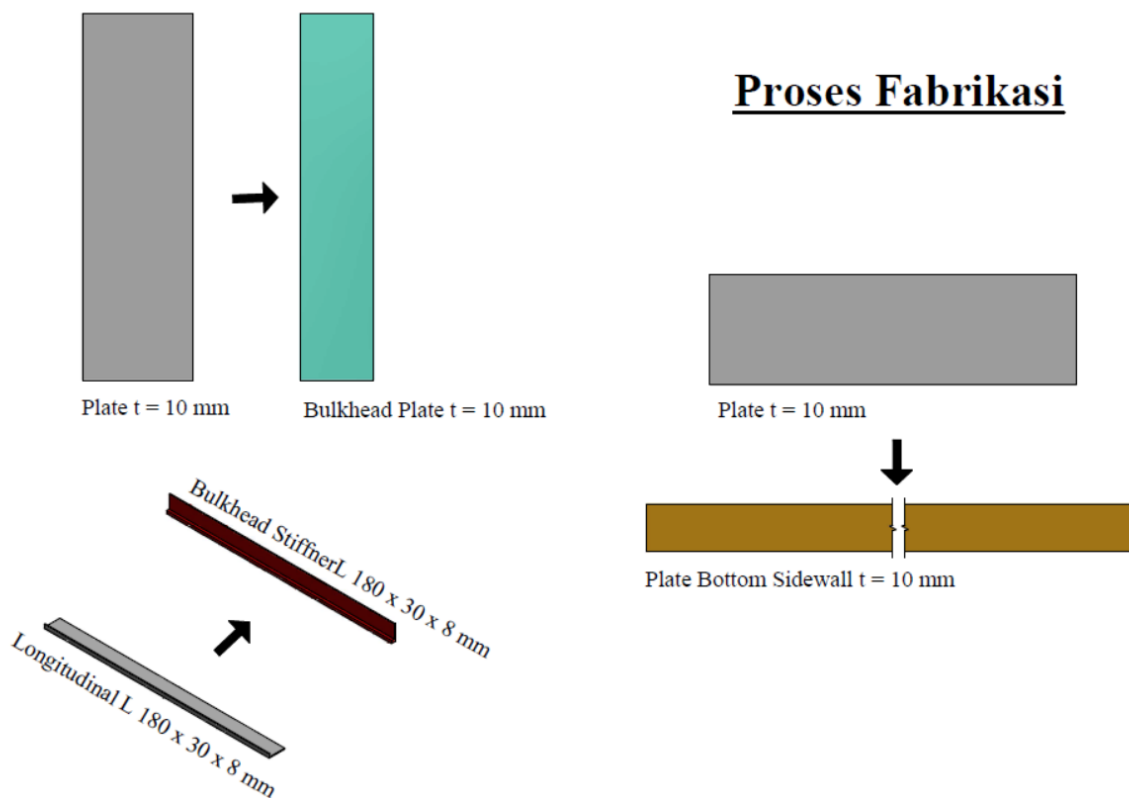 Proses Fabrikasi
Plate t = 10 mm
Bulkhead Plate t = 10 mm
Plate t = 10 mm
Bulkhead StiffnerL 180 x 30 x 8 mm
Plate Bottom Sidewall t = 10 mm
Longitudinal L 180 x 30 x 8 mm